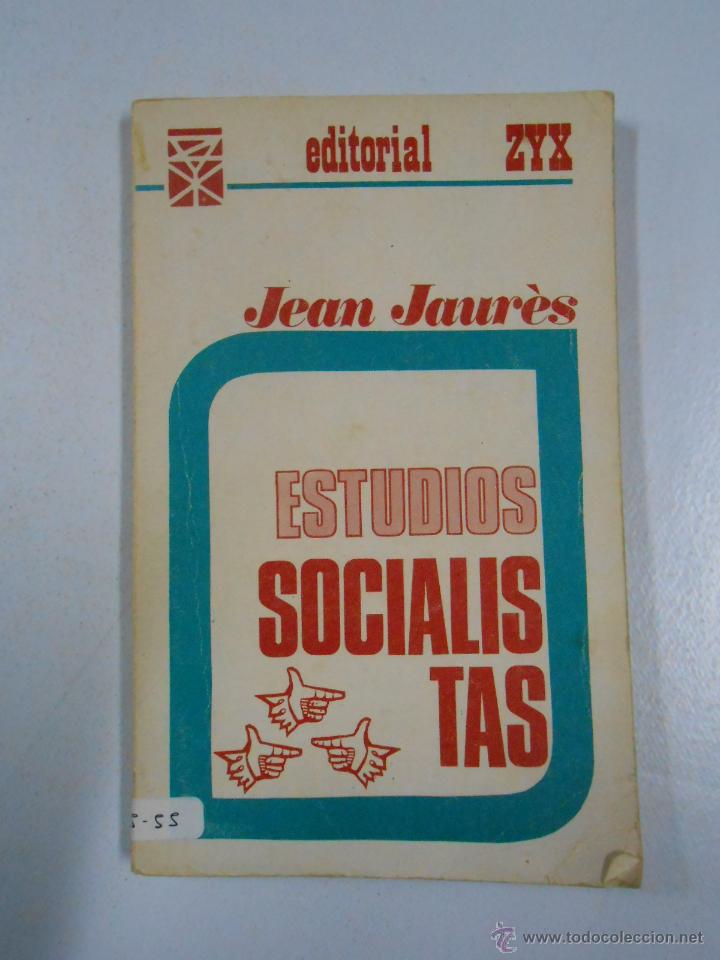 editorial ZYX
Jean Jaurès
ESTUDIOS
SOCIALIS
TAS
5-55
www.todocoleccion.net